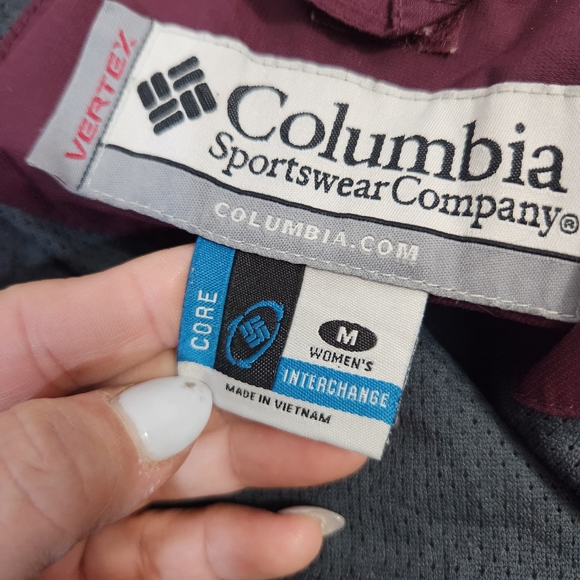 VERTEX
Columbia
Sportswear Company®
COLUMBIA.COM
CORE
M
WOMEN'S
INTERCHANGE
MADE IN VIETNAM